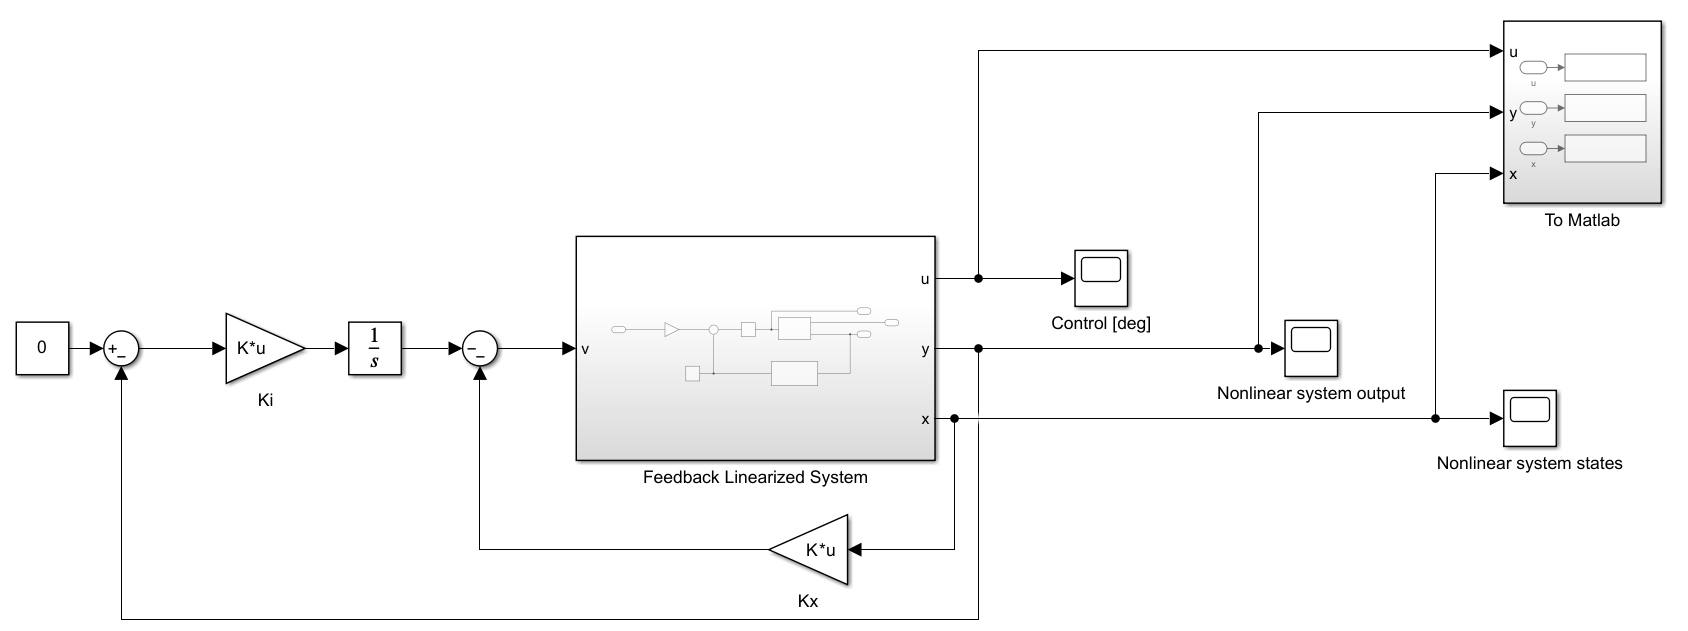 u
u
y
y
x
x
To Matlab
u
Control [deg]
0
+
−
K*u
Ki
1
s
−
−
v
y
Nonlinear system output
x
Nonlinear system states
Feedback Linearized System
K*u
Kx